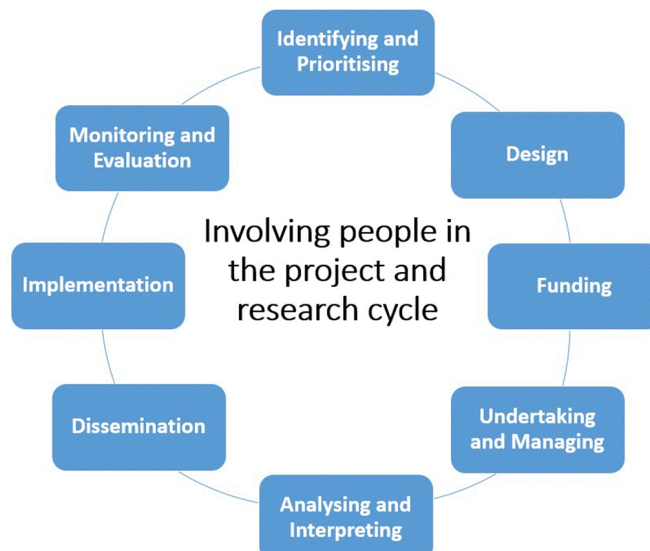 Identifying and
Prioritising
Design
Funding
Undertaking
and Managing
Analysing and
Interpreting
Dissemination
Implementation
Monitoring and
Evaluation
Involving people in
the project and
research cycle